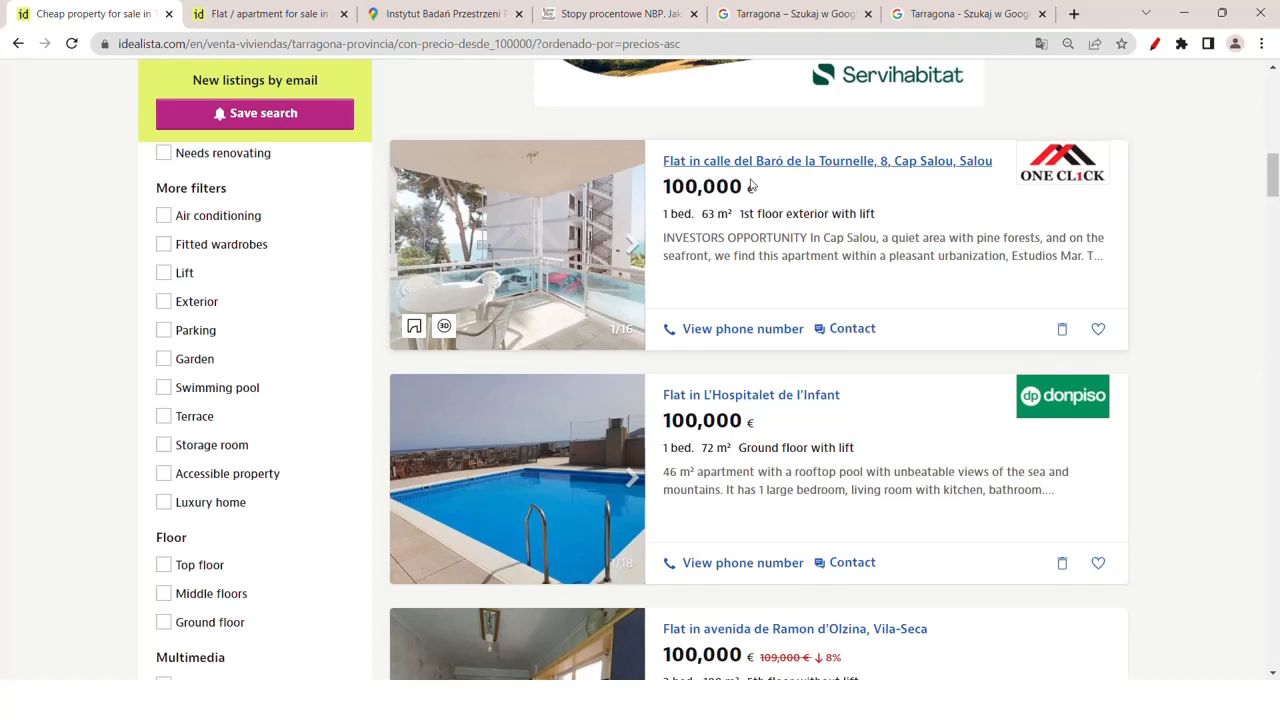 Cheap property for sale in T
Flat / apartment for sale in
Instytut Badań Przestrzeni P
Stopy procentowe NBP. Jak
Tarragona – Szukaj w Goog
Tarragona - Szukaj w Googl
idealista.com/en/venta-viviendas/tarragona-provincia/con-precio-desde_100000/?ordenado-por=precios-asc
New listings by email
Save search
Needs renovating
More filters
Air conditioning
Fitted wardrobes
Lift
Exterior
Parking
Garden
Swimming pool
Terrace
Storage room
Accessible property
Luxury home
Floor
Top floor
Middle floors
Ground floor
Multimedia
Servihabitat
Flat in calle del Baró de la Tournelle, 8, Cap Salou, Salou
100,000 €
1 bed. 63 m² 1st floor exterior with lift
INVESTORS OPPORTUNITY In Cap Salou, a quiet area with pine forests, and on the
seafront, we find this apartment within a pleasant urbanization, Estudios Mar. T...
ONE CL1CK
3D
1/16
View phone number
Contact
Flat in L'Hospitalet de l'Infant
100,000 €
1 bed. 72 m² Ground floor with lift
46 m² apartment with a rooftop pool with unbeatable views of the sea and
mountains. It has 1 large bedroom, living room with kitchen, bathroom....
dp donpiso
1/18
View phone number
Contact
Flat in avenida de Ramon d'Olzina, Vila-Seca
100,000 € 109,000 € ↓ 8%
5th floor without lift